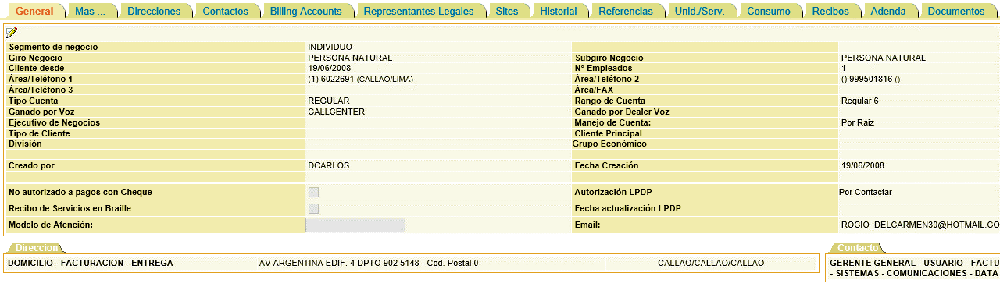 General Mas ... Direcciones Contactos Billing Accounts Representantes Legales Sites Historial Referencias Unid./Serv. Consumo Recibos Adenda Documentos
Segmento de negocio INDIVIDUO
Giro Negocio PERSONA NATURAL Subgiro Negocio PERSONA NATURAL
Cliente desde 19/06/2008 N° Empleados 1
Área/Teléfono 1 (1) 6022691 (CALLAO/LIMA) Área/Teléfono 2 () 999501816 ()
Área/Teléfono 3 Área/FAX
Tipo Cuenta REGULAR Rango de Cuenta Regular 6
Ganado por Voz CALLCENTER Ganado por Dealer Voz
Ejecutivo de Negocios Manejo de Cuenta: Por Raiz
Tipo de Cliente Cliente Principal
División Grupo Económico
Creado por DCARLOS Fecha Creación 19/06/2008
No autorizado a pagos con Cheque Autorización LPDP Por Contactar
Recibo de Servicios en Braille Fecha actualización LPDP
Modelo de Atención: Email: ROCIO_DELCARMEN30@HOTMAIL.CO
Direccion Contacto
DOMICILIO - FACTURACION - ENTREGA AV ARGENTINA EDIF. 4 DPTO 902 5148 - Cod. Postal 0 CALLAO/CALLAO/CALLAO GERENTE GENERAL - USUARIO - FACTU
- SISTEMAS - COMUNICACIONES - DATA